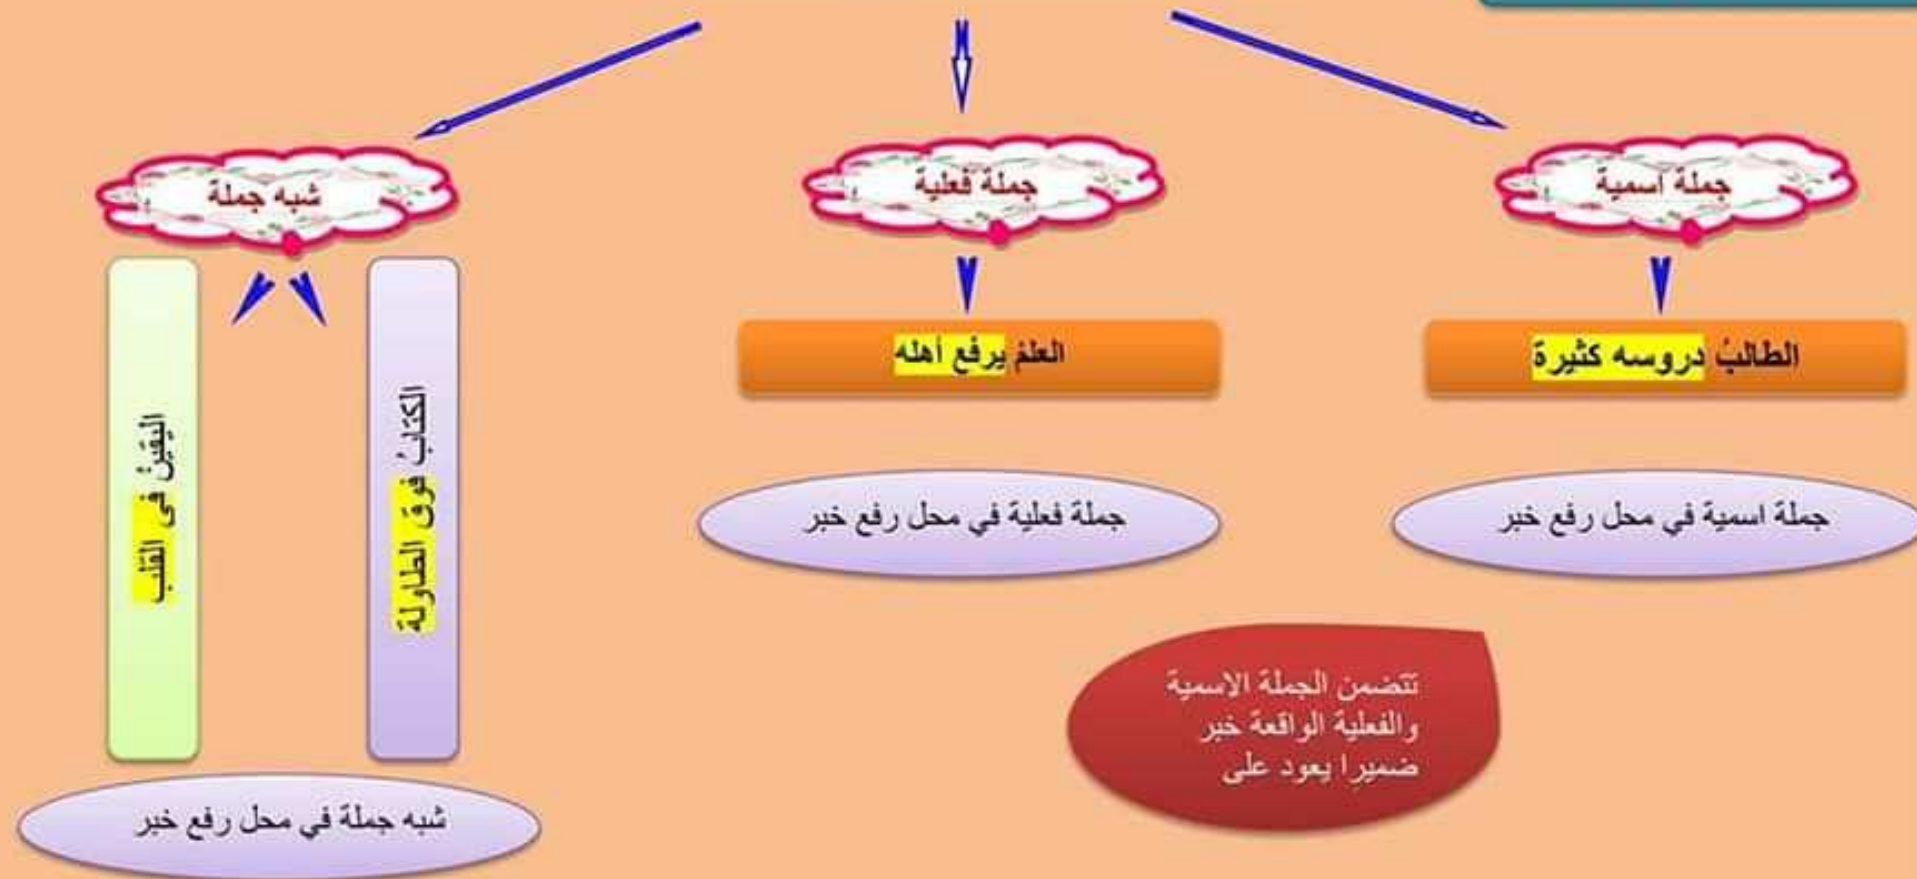 جملة اسمية
جملة فعلية
شبه جملة
الطالبُ دروسه كثيرة
العلمُ يرفع أهله
الكتابُ فوق الطاولة
اليقينُ فى القلب
جملة اسمية في محل رفع خبر
جملة فعلية في محل رفع خبر
تتضمن الجملة الاسمية
والفعلية الواقعة خبر
ضميرا يعود على
شبه جملة في محل رفع خبر